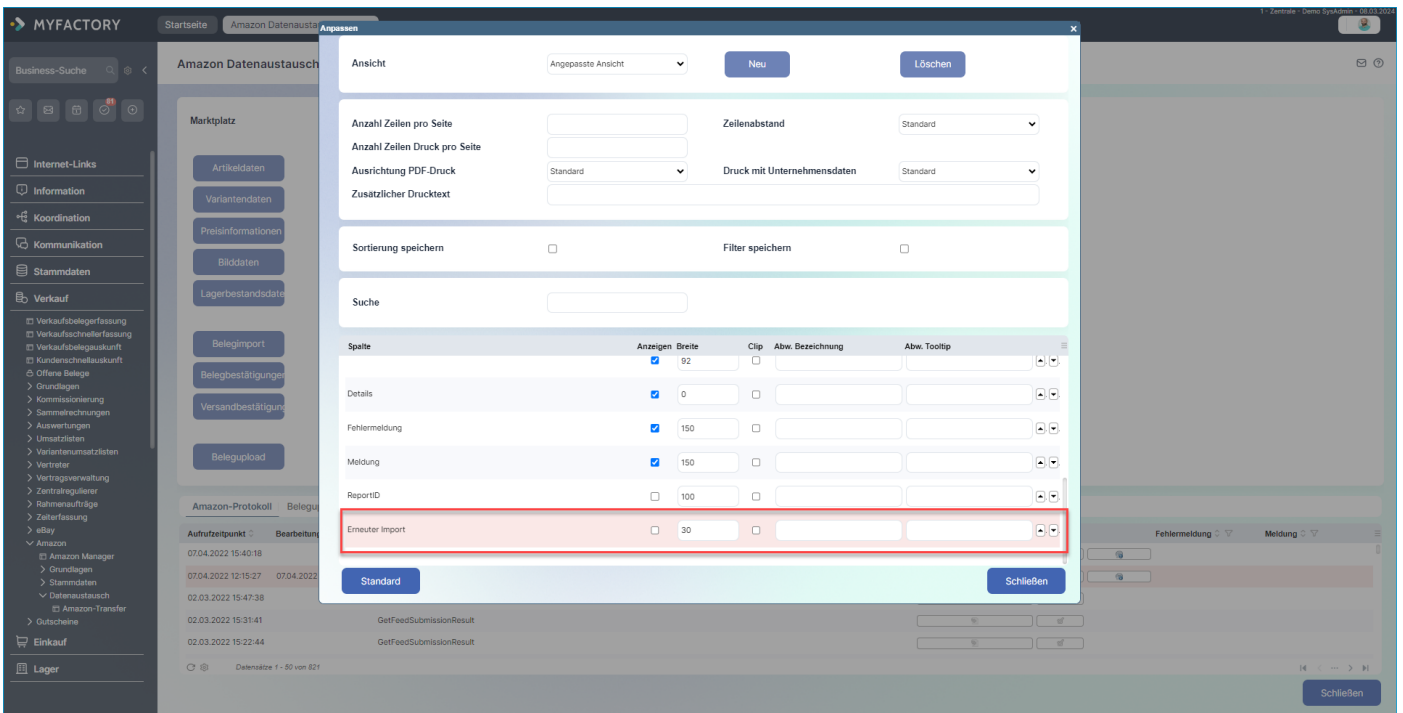 1 - Zentrale - Demo SysAdmin - 08.03.2024
MYFACTORY
Startseite
Amazon Datenausta
Anpassen
Business-Suche
Amazon Datenaustausch
Ansicht
Angepasste Ansicht
Neu
Löschen
81
Marktplatz
Anzahl Zeilen pro Seite
Zeilenabstand
Standard
Anzahl Zeilen Druck pro Seite
Ausrichtung PDF-Druck
Standard
Druck mit Unternehmensdaten
Standard
Zusätzlicher Drucktext
Sortierung speichern
Filter speichern
Suche
Internet-Links
Information
Koordination
Kommunikation
Stammdaten
Verkauf
Verkaufsbelegerfassung
Verkaufsschnellerfassung
Verkaufsbelegauskunft
Kundenschnellauskunft
Offene Belege
Grundlagen
Kommissionierung
Sammelrechnungen
Auswertungen
Umsatzlisten
Variantenumsatzlisten
Vertreter
Vertragsverwaltung
Zentralregulierer
Rahmenaufträge
Zeiterfassung
eBay
Amazon
Amazon Manager
Grundlagen
Stammdaten
Datenaustausch
Amazon-Transfer
Gutscheine
Einkauf
Lager
Artikeldaten
Variantendaten
Preisinformationen
Bilddaten
Lagerbestandsdate
Belegimport
Belegbestätigungen
Versandbestätigung
Belegupload
Spalte Anzeigen Breite Clip Abw. Bezeichnung Abw. Tooltip
92
Details 0
Fehlermeldung 150
Meldung 150
ReportID 100
Erneuter Import 30
Standard
Schließen
Amazon-Protokoll Belegu
Aufrufzeitpunkt Bearbeitung Fehlermeldung Meldung
07.04.2022 15:40:18
07.04.2022 12:15:27 07.04.2022
02.03.2022 15:47:38
02.03.2022 15:31:41 GetFeedSubmissionResult
02.03.2022 15:22:44 GetFeedSubmissionResult
Datensätze 1 - 50 von 821
Schließen